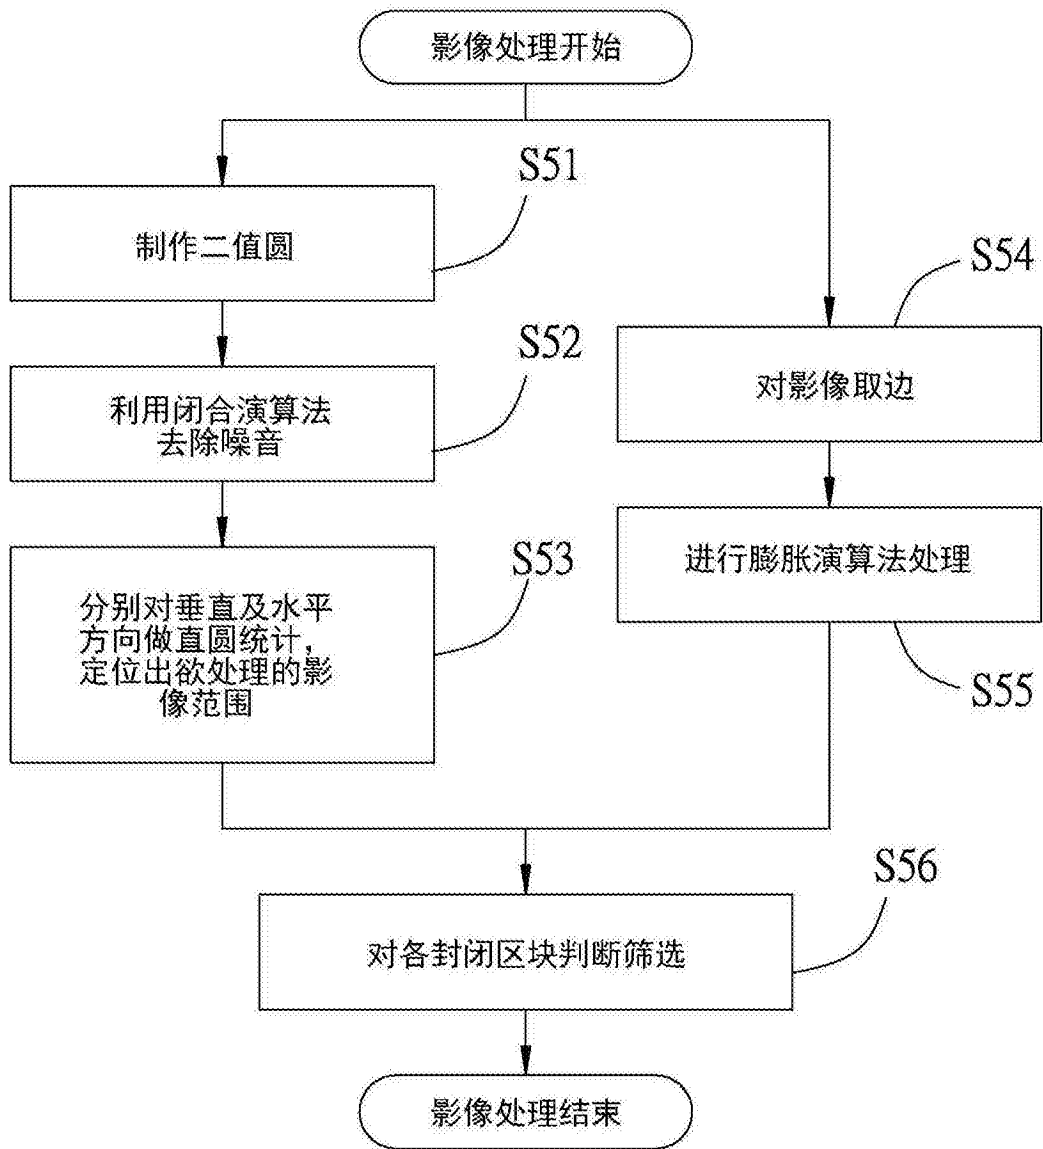 影像处理开始
S51
制作二值圆
S54
S52
对影像取边
利用闭合演算法
去除噪音
S53
进行膨胀演算法处理
分别对垂直及水平
方向做直圆统计,
定位出欲处理的影
像范围
S55
S56
对各封闭区块判断筛选
影像处理结束